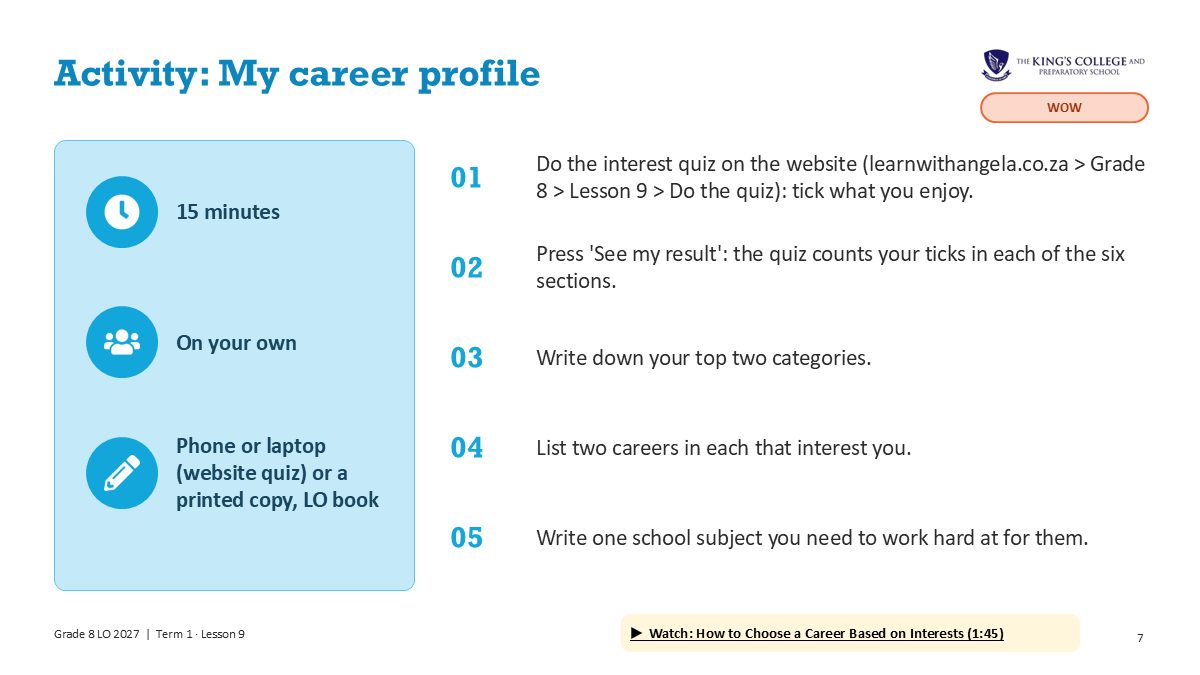 Activity: My career profile
THE KING'S COLLEGE AND
PREPARATORY SCHOOL
WOW
15 minutes
On your own
Phone or laptop
(website quiz) or a
printed copy, LO book
01
Do the interest quiz on the website (learnwithangela.co.za > Grade
8 > Lesson 9 > Do the quiz): tick what you enjoy.
02
Press 'See my result': the quiz counts your ticks in each of the six
sections.
03
Write down your top two categories.
04
List two careers in each that interest you.
05
Write one school subject you need to work hard at for them.
Grade 8 LO 2027 | Term 1 · Lesson 9
▶ Watch: How to Choose a Career Based on Interests (1:45)
7